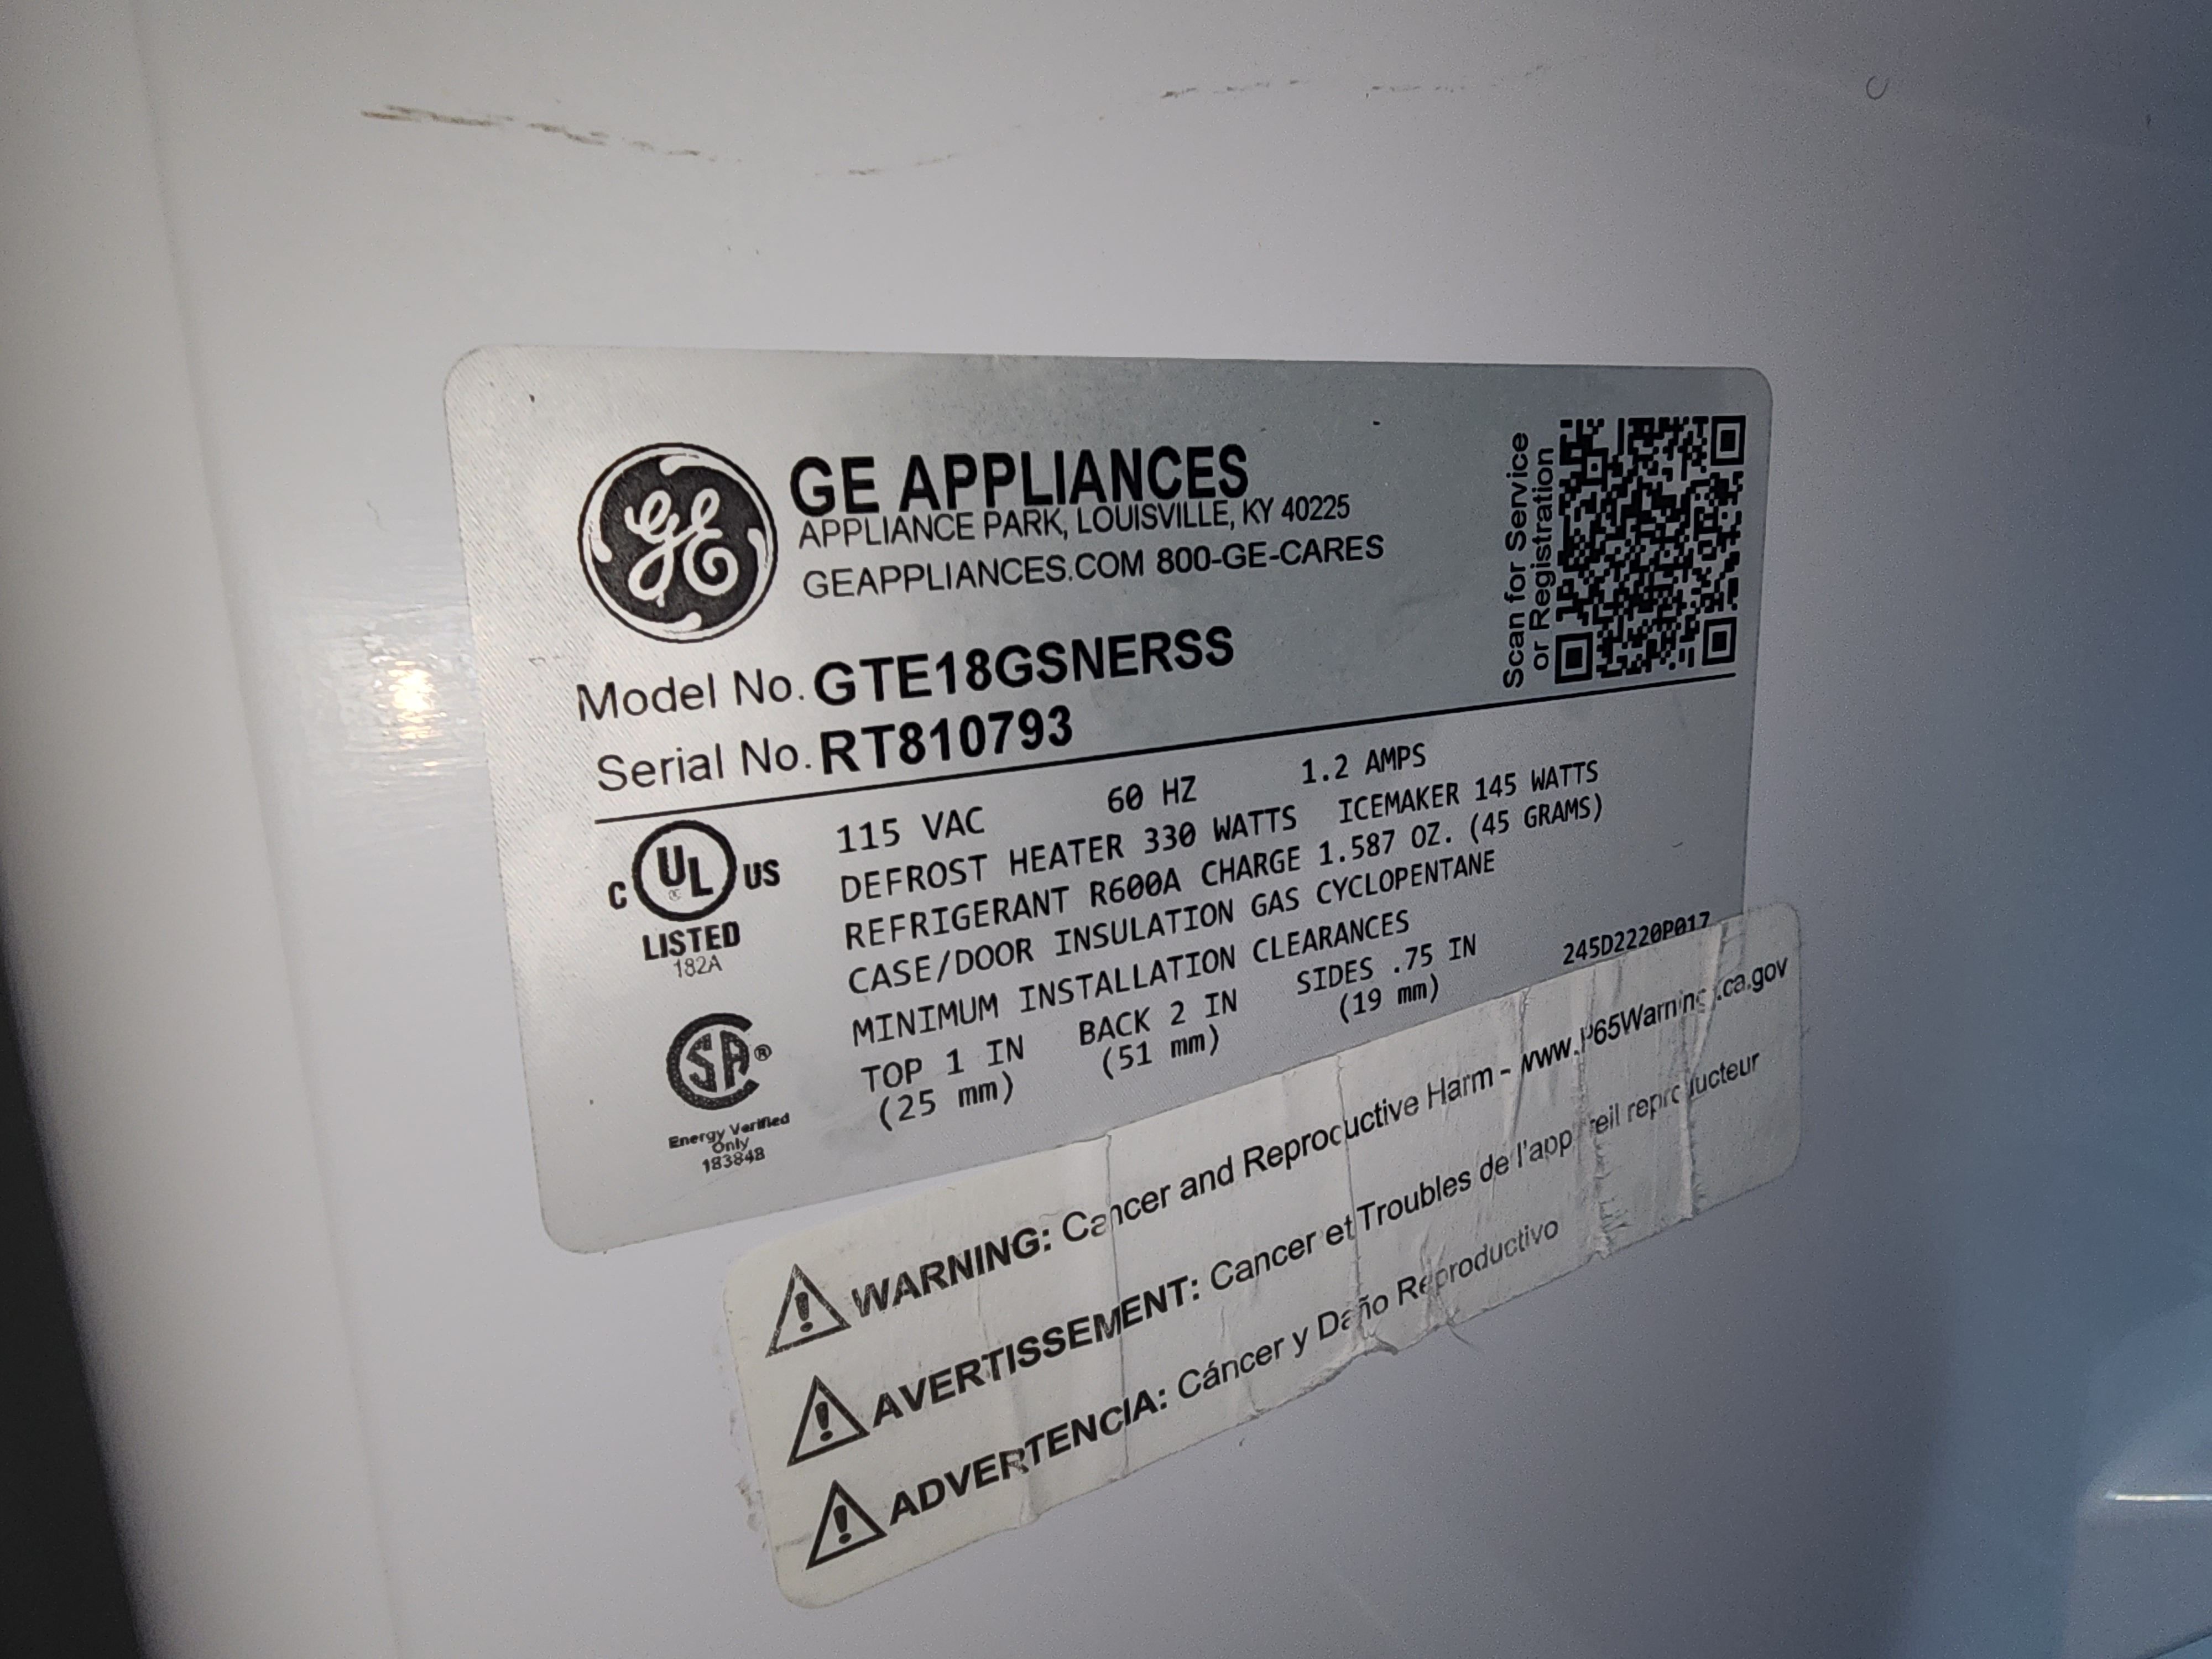 GE
GE APPLIANCES
APPLIANCE PARK, LOUISVILLE, KY 40225
GEAPPLIANCES.COM 800-GE-CARES
Scan for Service
or Registration
Model No. GTE18GSNERSS
Serial No. RT810793
C UL US
LISTED
182A
115 VAC 60 HZ 1.2 AMPS
DEFROST HEATER 330 WATTS ICEMAKER 145 WATTS
REFRIGERANT R600A CHARGE 1.587 OZ. (45 GRAMS)
CASE/DOOR INSULATION GAS CYCLOPENTANE
MINIMUM INSTALLATION CLEARANCES
TOP 1 IN BACK 2 IN SIDES .75 IN
(25 mm) (51 mm) (19 mm)
245D2220P017
SA®
Energy Verified
Only
183848
WARNING: Cancer and Reproductive Harm - www.P65Warning.ca.gov
AVERTISSEMENT: Cancer et Troubles de l'appareil reproducteur
ADVERTENCIA: Cáncer y Daño Reproductivo